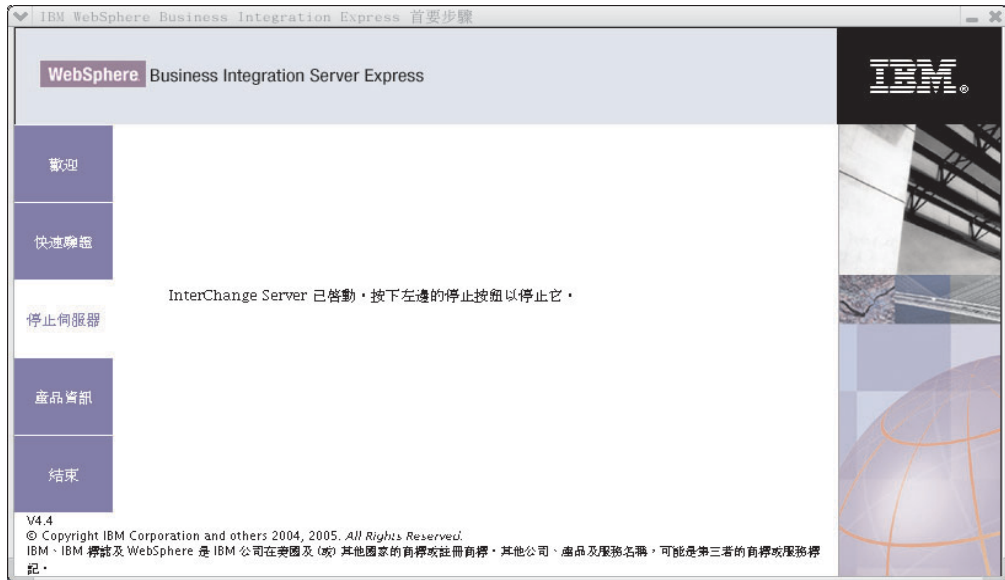 IBM WebSphere Business Integration Express 首要步驟
WebSphere Business Integration Server Express
IBM®
歡迎
快速驗證
InterChange Server 已啓動。按下左邊的停止按鈕以停止它。
停止伺服器
產品資訊
結束
V4.4
© Copyright IBM Corporation and others 2004, 2005. All Rights Reserved.
IBM、IBM 標誌及 WebSphere 是 IBM 公司在美國及 (或) 其他國家的商標或註冊商標。其他公司、產品及服務名稱，可能是第三者的商標或服務標
記。